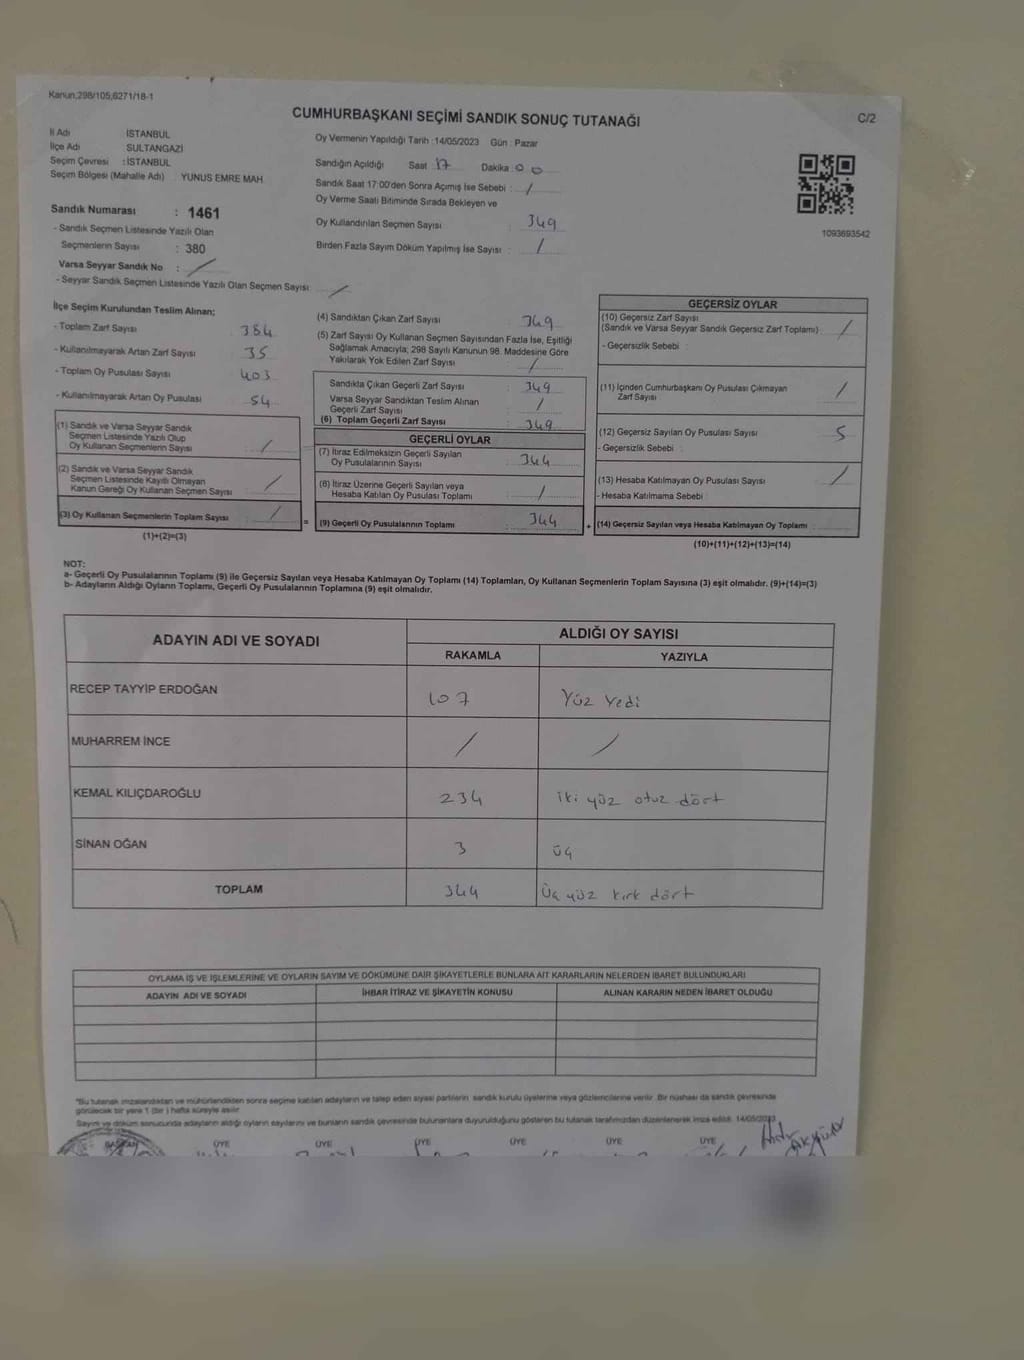 Kanun;298/105,6271/18-1
CUMHURBAŞKANI SEÇİMİ SANDIK SONUÇ TUTANAĞI
C/2
İl Adı : İSTANBUL
İlçe Adı SULTANGAZİ
Seçim Çevresi : İSTANBUL
Seçim Bölgesi (Mahalle Adı) YUNUS EMRE MAH.
Oy Vermenin Yapıldığı Tarih :14/05/2023 Gün : Pazar
Sandığın Açıldığı Saat : 17 Dakika : 00
Sandık Saat 17:00'den Sonra Açımış İse Sebebi : /
Oy Verme Saati Bitiminde Sırada Bekleyen ve
Oy Kullandırılan Seçmen Sayısı : 349
Birden Fazla Sayım Döküm Yapılmış İse Sayısı : /
1093693542
Sandık Numarası : 1461
- Sandık Seçmen Listesinde Yazılı Olan
Seçmenlerin Sayısı : 380
Varsa Seyyar Sandık No : /
- Seyyar Sandık Seçmen Listesinde Yazılı Olan Seçmen Sayısı : /
İlçe Seçim Kurulundan Teslim Alınan;
- Toplam Zarf Sayısı : 384
- Kullanılmayarak Artan Zarf Sayısı : 35
- Toplam Oy Pusulası Sayısı : 403
- Kullanılmayarak Artan Oy Pusulası : 54
(1) Sandık ve Varsa Seyyar Sandık
Seçmen Listesinde Yazılı Olup
Oy Kullanan Seçmenlerin Sayısı : /
(2) Sandık ve Varsa Seyyar Sandık
Seçmen Listesinde Kayıtlı Olmayan
Kanun Gereği Oy Kullanan Seçmen Sayısı : /
(3) Oy Kullanan Seçmenlerin Toplam Sayısı : /
(1)+(2)=(3)
(4) Sandıktan Çıkan Zarf Sayısı : 349
(5) Zarf Sayısı Oy Kullanan Seçmen Sayısından Fazla İse, Eşitliği
Sağlamak Amacıyla, 298 Sayılı Kanunun 98. Maddesine Göre
Yakılarak Yok Edilen Zarf Sayısı : /
Sandıkta Çıkan Geçerli Zarf Sayısı : 349
Varsa Seyyar Sandıktan Teslim Alınan
Geçerli Zarf Sayısı : /
(6) Toplam Geçerli Zarf Sayısı : 349
GEÇERLİ OYLAR
(7) İtiraz Edilmeksizin Geçerli Sayılan
Oy Pusulalarının Sayısı : 344
(8) İtiraz Üzerine Geçerli Sayılan veya
Hesaba Katılan Oy Pusulası Toplamı : /
= (9) Geçerli Oy Pusulalarının Toplamı : 344
GEÇERSİZ OYLAR
(10) Geçersiz Zarf Sayısı
(Sandık ve Varsa Seyyar Sandık Geçersiz Zarf Toplamı) : /
- Geçersizlik Sebebi :
(11) İçinden Cumhurbaşkanı Oy Pusulası Çıkmayan
Zarf Sayısı : /
(12) Geçersiz Sayılan Oy Pusulası Sayısı : 5
- Geçersizlik Sebebi :
(13) Hesaba Katılmayan Oy Pusulası Sayısı : /
- Hesaba Katılmama Sebebi :
+ (14) Geçersiz Sayılan veya Hesaba Katılmayan Oy Toplamı :
(10)+(11)+(12)+(13)=(14)
NOT:
a- Geçerli Oy Pusulalarının Toplamı (9) ile Geçersiz Sayılan veya Hesaba Katılmayan Oy Toplamı (14) Toplamları, Oy Kullanan Seçmenlerin Toplam Sayısına (3) eşit olmalıdır. (9)+(14)=(3)
b- Adayların Aldığı Oyların Toplamı, Geçerli Oy Pusulalarının Toplamına (9) eşit olmalıdır.
ADAYIN ADI VE SOYADI ALDIĞI OY SAYISI
RAKAMLA YAZIYLA
RECEP TAYYİP ERDOĞAN 107 Yüz Yedi
MUHARREM İNCE / /
KEMAL KILIÇDAROĞLU 234 iki yüz otuz dört
SİNAN OĞAN 3 üç
TOPLAM 344 Üç yüz kırk dört
OYLAMA İŞ VE İŞLEMLERİNE VE OYLARIN SAYIM VE DÖKÜMÜNE DAİR ŞİKAYETLERLE BUNLARA AİT KARARLARIN NELERDEN İBARET BULUNDUKLARI
ADAYIN ADI VE SOYADI İHBAR İTİRAZ VE ŞİKAYETİN KONUSU ALINAN KARARIN NEDEN İBARET OLDUĞU
*Bu tutanak imzalandıktan ve mühürlendikten sonra seçime katılan adayların ve talep eden siyasi partilerin sandık kurulu üyelerine veya gözlemcilerine verilir. Bir nüshası da sandık çevresinde
görülecek bir yere 1 (bir ) hafta süreyle asılır.
Sayım ve döküm sonucunda adayların aldığı oyların sayılarını ve bunların sandık çevresinde bulunanlara duyurulduğunu gösteren bu tutanak tarafımızdan düzenlenerek imza edildi. 14/05/2023
BAŞKAN ÜYE ÜYE ÜYE ÜYE ÜYE ÜYE